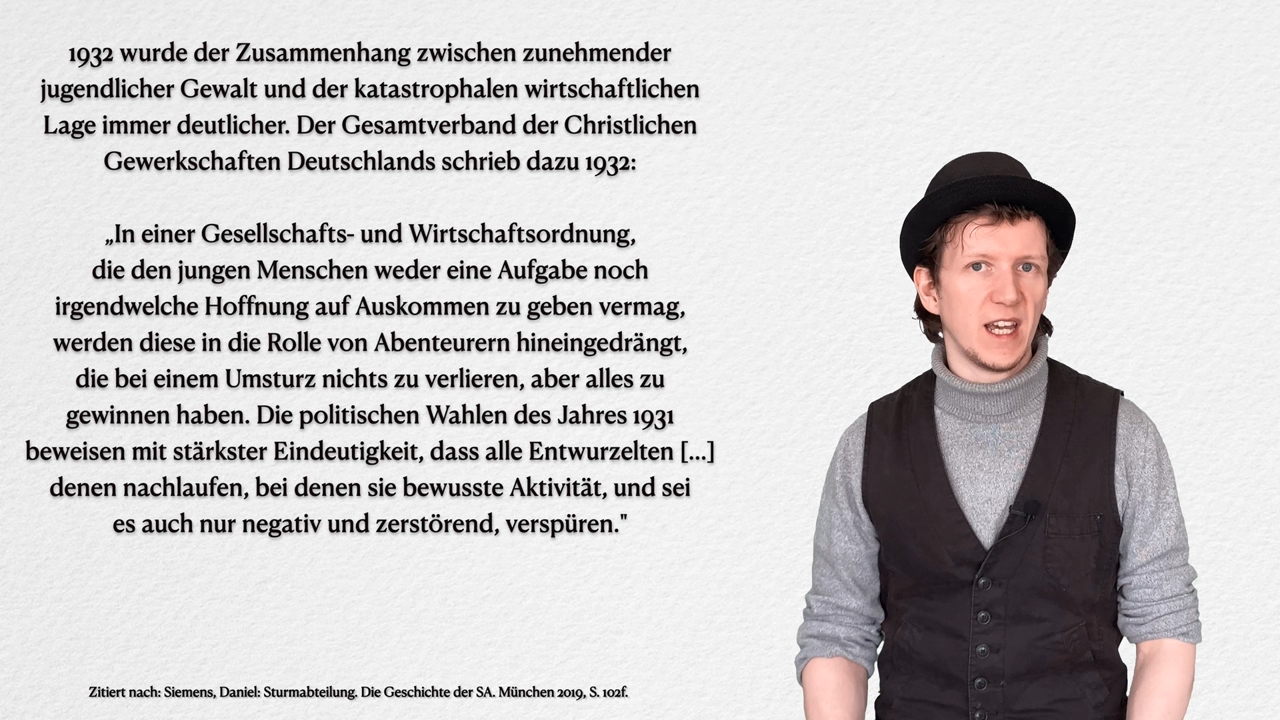 1932 wurde der Zusammenhang zwischen zunehmender
jugendlicher Gewalt und der katastrophalen wirtschaftlichen
Lage immer deutlicher. Der Gesamtverband der Christlichen
Gewerkschaften Deutschlands schrieb dazu 1932:
„In einer Gesellschafts- und Wirtschaftsordnung,
die den jungen Menschen weder eine Aufgabe noch
irgendwelche Hoffnung auf Auskommen zu geben vermag,
werden diese in die Rolle von Abenteurern hineingedrängt,
die bei einem Umsturz nichts zu verlieren, aber alles zu
gewinnen haben. Die politischen Wahlen des Jahres 1931
beweisen mit stärkster Eindeutigkeit, dass alle Entwurzelten [...]
denen nachlaufen, bei denen sie bewusste Aktivität, und sei
es auch nur negativ und zerstörend, verspüren."
Zitiert nach: Siemens, Daniel: Sturmabteilung. Die Geschichte der SA. München 2019, S. 102f.